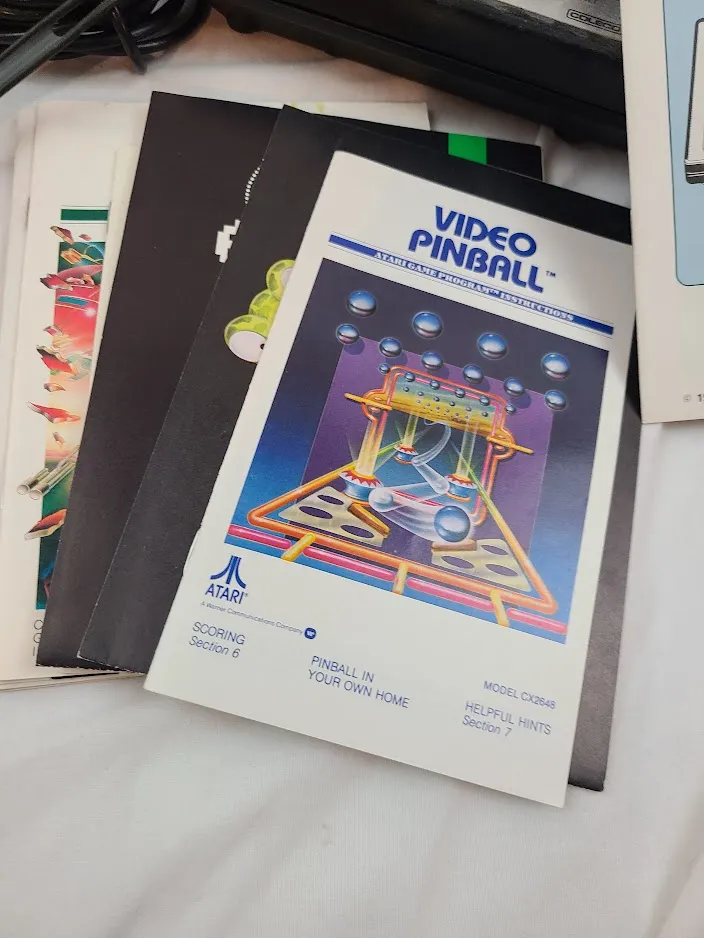 COLECO
VIDEO
PINBALL™
ATARI GAME PROGRAM™ INSTRUCTIONS
ATARI®
A Warner Communications Company
SCORING
Section 6
PINBALL IN
YOUR OWN HOME
MODEL CX2648
HELPFUL HINTS
Section 7
©